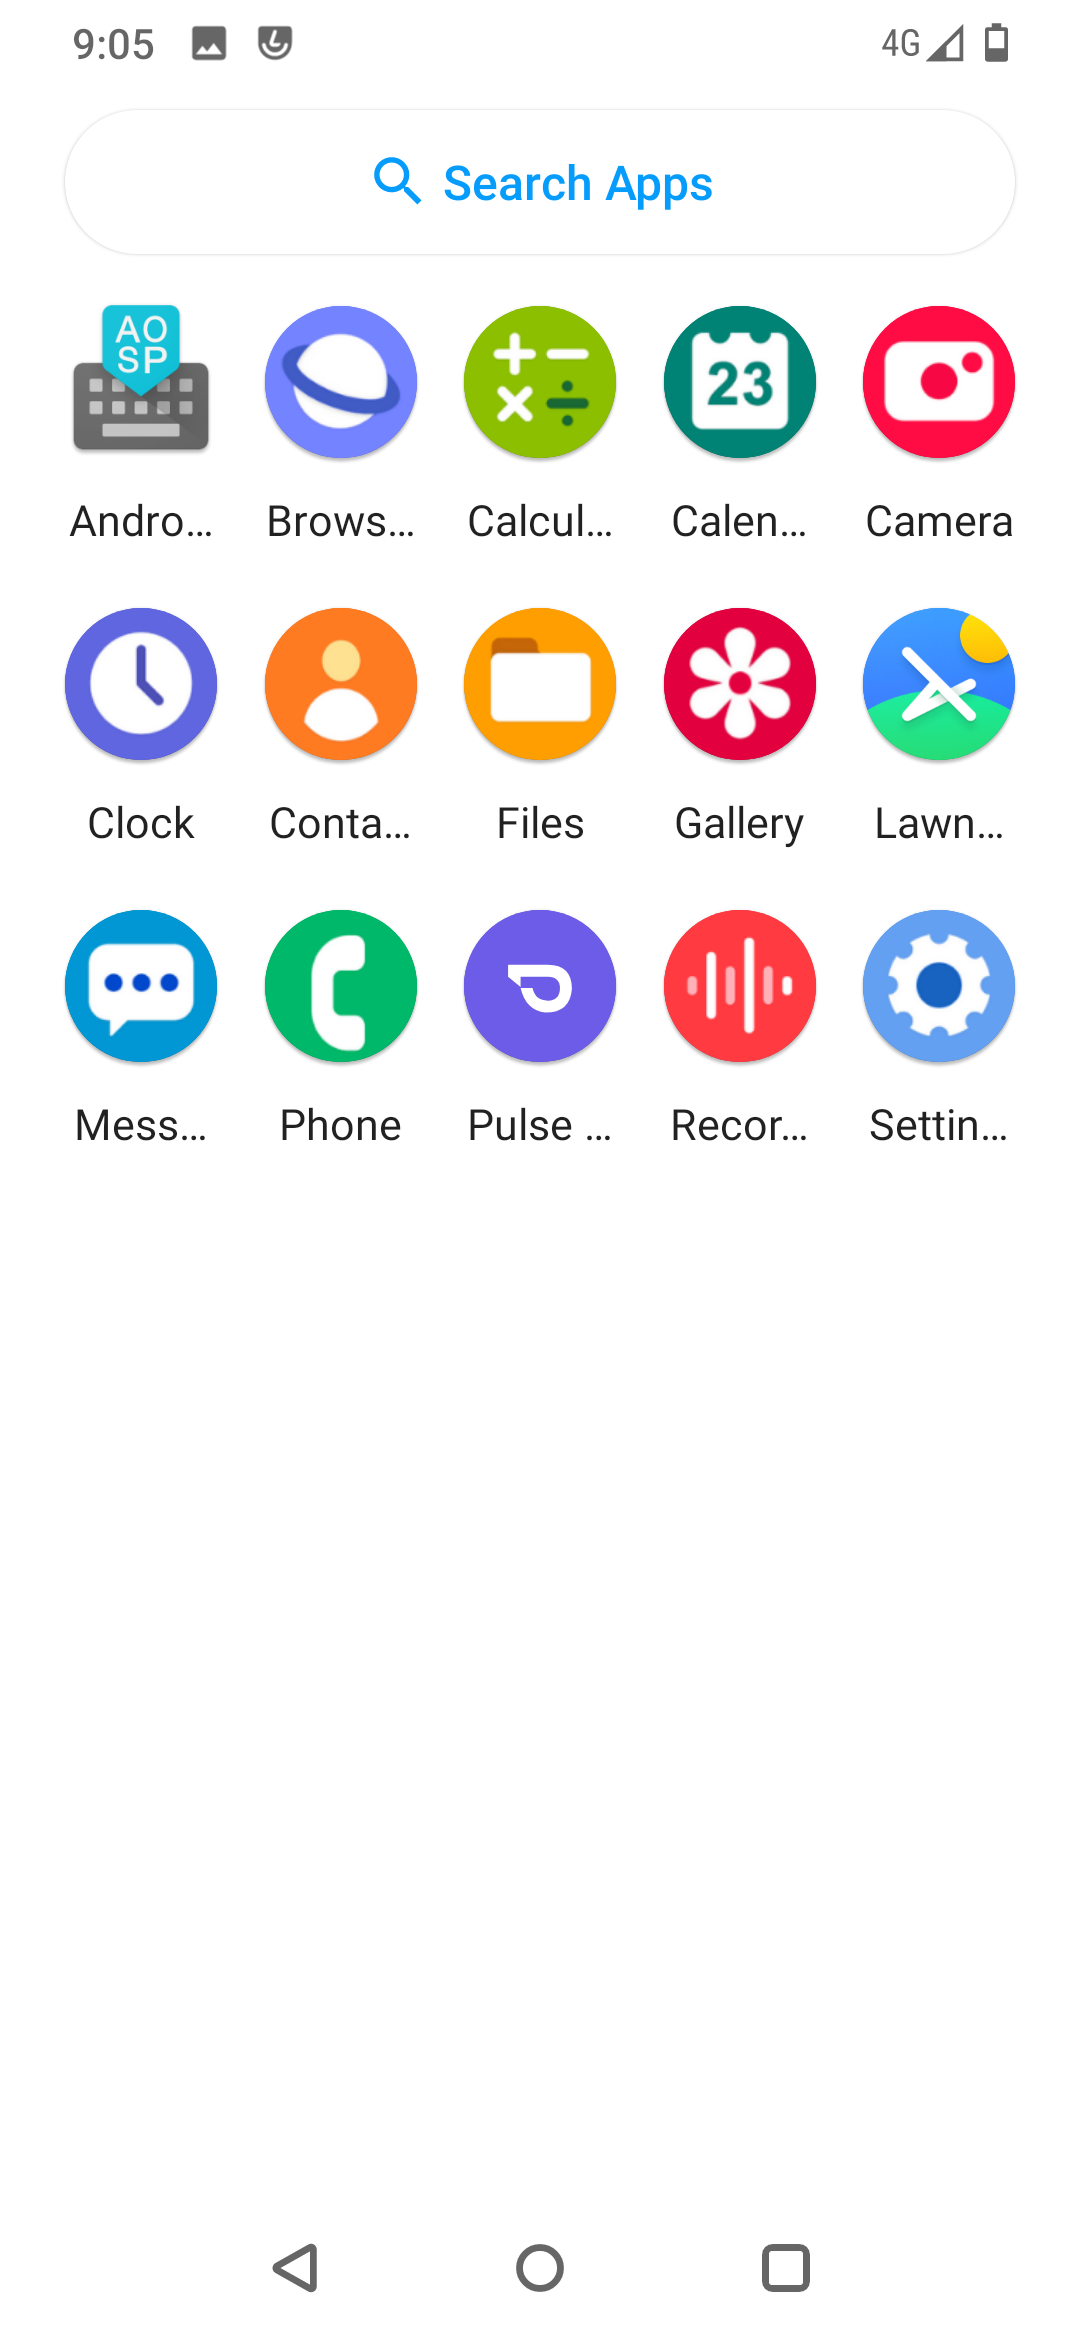 9:05
4G
Search Apps
AO
SP
23
Andro...
Brows...
Calcul...
Calen...
Camera
Clock
Conta...
Files
Gallery
Lawn...
Mess...
Phone
Pulse ...
Recor...
Settin...